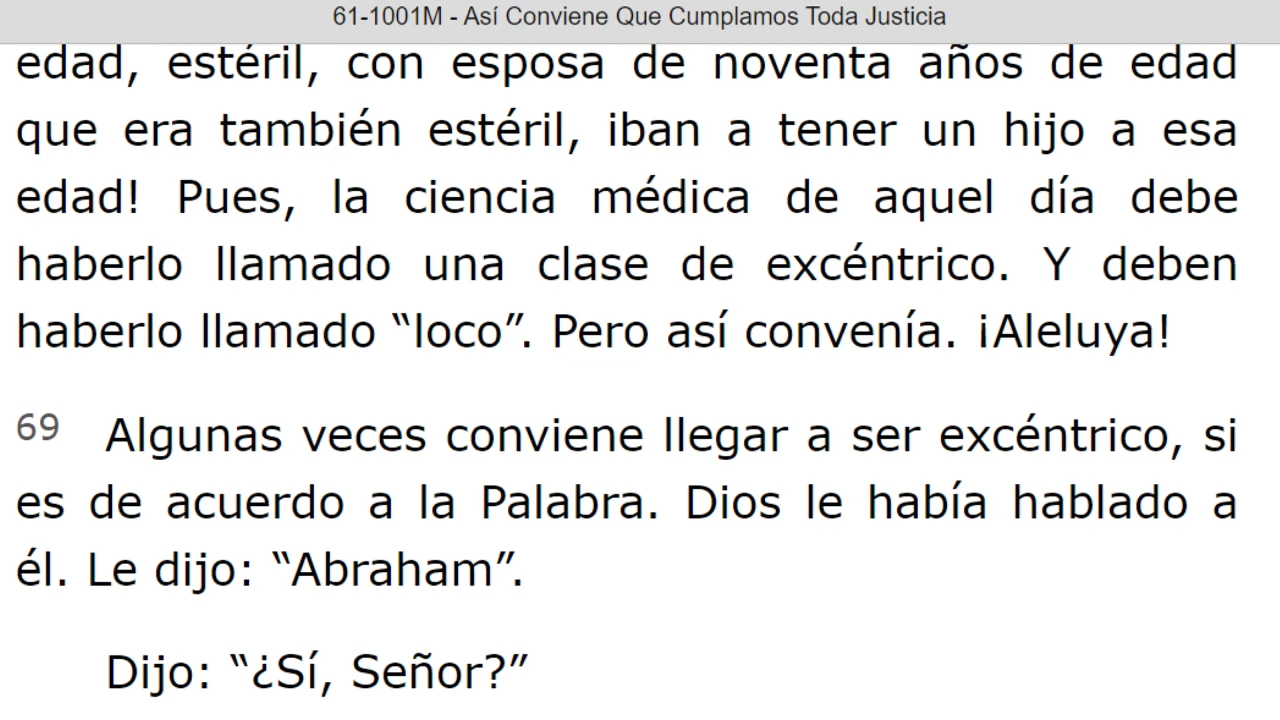 61-1001M - Así Conviene Que Cumplamos Toda Justicia
edad, estéril, con esposa de noventa años de edad
que era también estéril, iban a tener un hijo a esa
edad! Pues, la ciencia médica de aquel día debe
haberlo llamado una clase de excéntrico. Y deben
haberlo llamado “loco”. Pero así convenía. ¡Aleluya!
69 Algunas veces conviene llegar a ser excéntrico, si
es de acuerdo a la Palabra. Dios le había hablado a
él. Le dijo: “Abraham”.
Dijo: “¿Sí, Señor?”